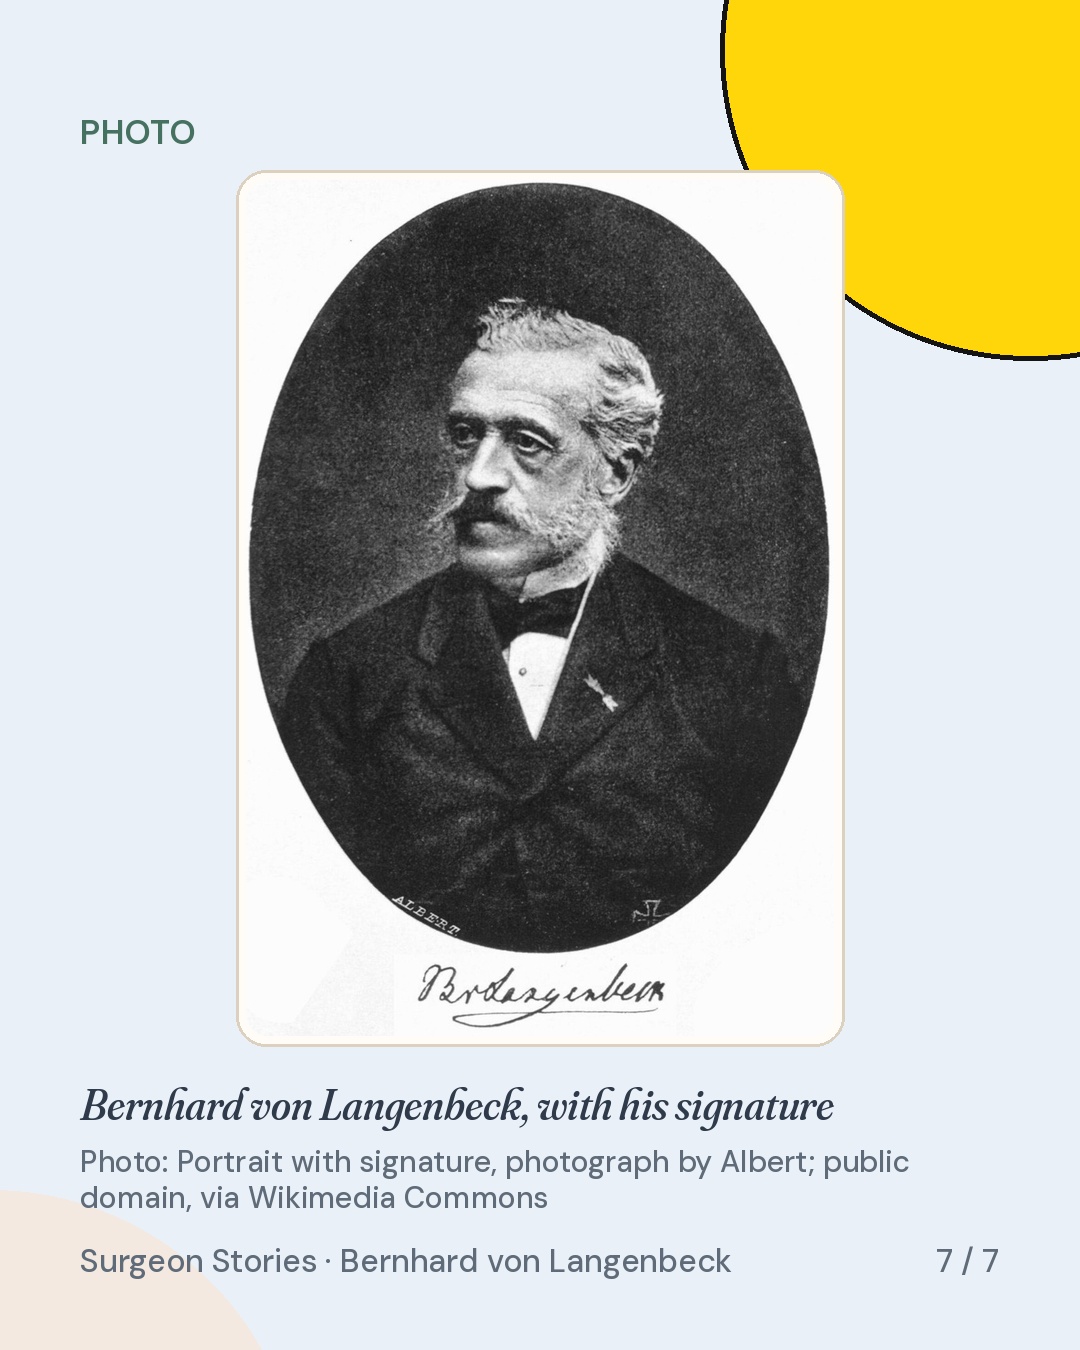 PHOTO
ALBERT.
Bernhard von Langenbeck, with his signature
Photo: Portrait with signature, photograph by Albert; public
domain, via Wikimedia Commons
Surgeon Stories · Bernhard von Langenbeck
7 / 7